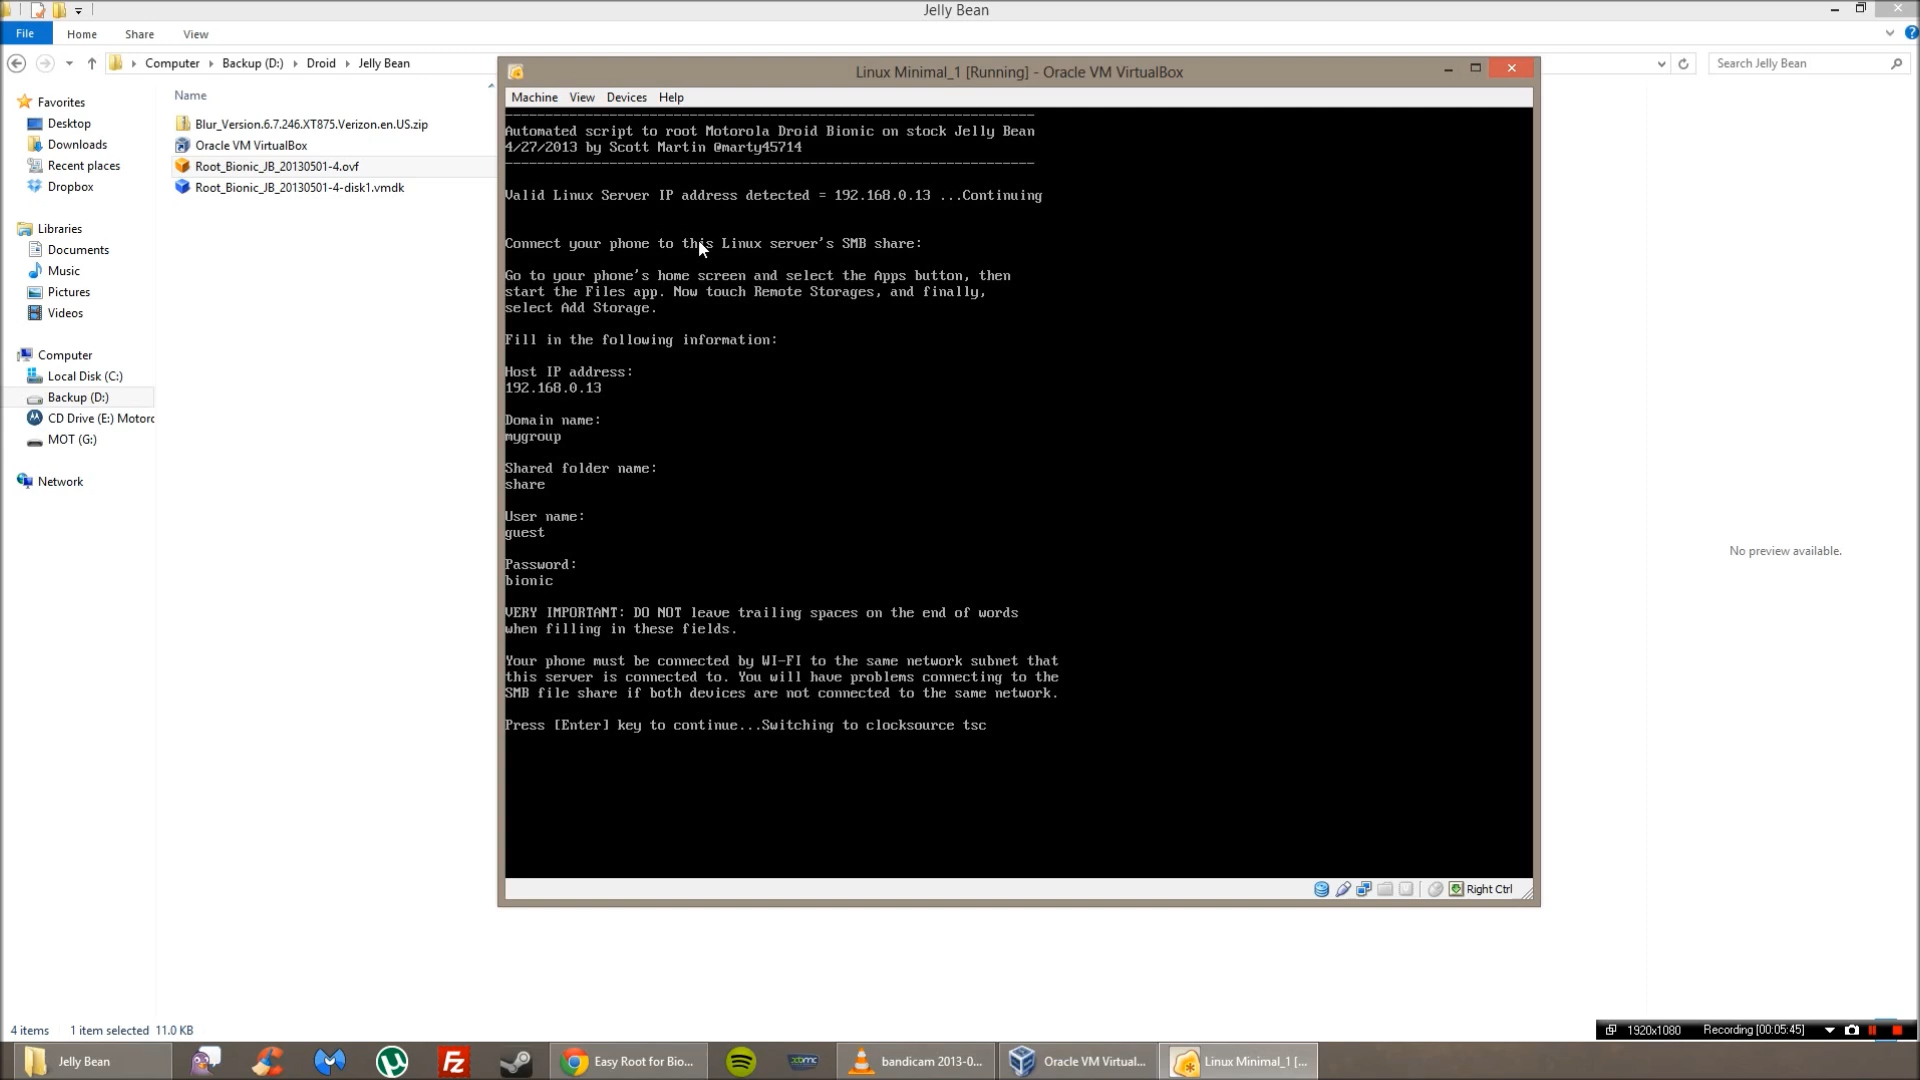 Jelly Bean
File
Home
Share
View
Computer
Backup (D:)
Droid
Jelly Bean
Search Jelly Bean
Favorites
Desktop
Downloads
Recent places
Dropbox
Libraries
Documents
Music
Pictures
Videos
Computer
Local Disk (C:)
Backup (D:)
CD Drive (E:) Motoro
MOT (G:)
Network
Name
Blur_Version.6.7.246.XT875.Verizon.en.US.zip
Oracle VM VirtualBox
Root_Bionic_JB_20130501-4.ovf
Root_Bionic_JB_20130501-4-disk1.vmdk
Linux Minimal_1 [Running] - Oracle VM VirtualBox
Machine
View
Devices
Help
Automated script to root Motorola Droid Bionic on stock Jelly Bean
4/27/2013 by Scott Martin @marty45714
Valid Linux Server IP address detected = 192.168.0.13 ...Continuing
Connect your phone to this Linux server's SMB share:
Go to your phone's home screen and select the Apps button, then
start the Files app. Now touch Remote Storages, and finally,
select Add Storage.
Fill in the following information:
Host IP address:
192.168.0.13
Domain name:
mygroup
Shared folder name:
share
User name:
guest
Password:
bionic
VERY IMPORTANT: DO NOT leave trailing spaces on the end of words
when filling in these fields.
Your phone must be connected by WI-FI to the same network subnet that
this server is connected to. You will have problems connecting to the
SMB file share if both devices are not connected to the same network.
Press [Enter] key to continue...Switching to clocksource tsc
Right Ctrl
No preview available.
4 items
1 item selected 11.0 KB
1920x1080
Recording [00:05:45]
Jelly Bean
Easy Root for Bio...
xbmc
bandicam 2013-0...
Oracle VM Virtual...
Linux Minimal_1 [...